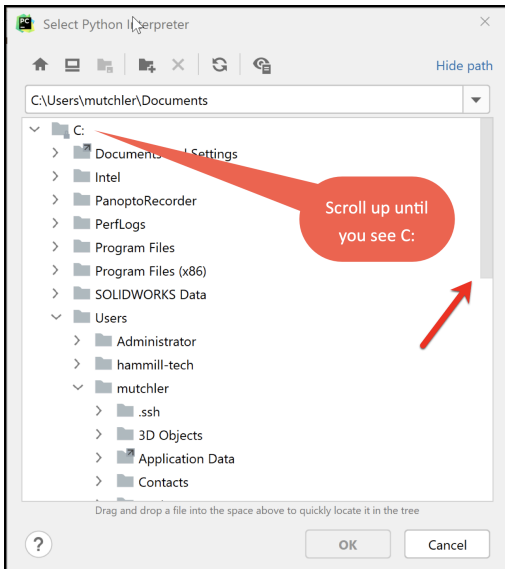 Select Python Interpreter
Hide path
C:\Users\mutchler\Documents
C:
Documents and Settings
Intel
PanoptoRecorder
PerfLogs
Program Files
Program Files (x86)
SOLIDWORKS Data
Users
Administrator
hammill-tech
mutchler
.ssh
3D Objects
Application Data
Contacts
Scroll up until
you see C:
Drag and drop a file into the space above to quickly locate it in the tree
?
OK
Cancel